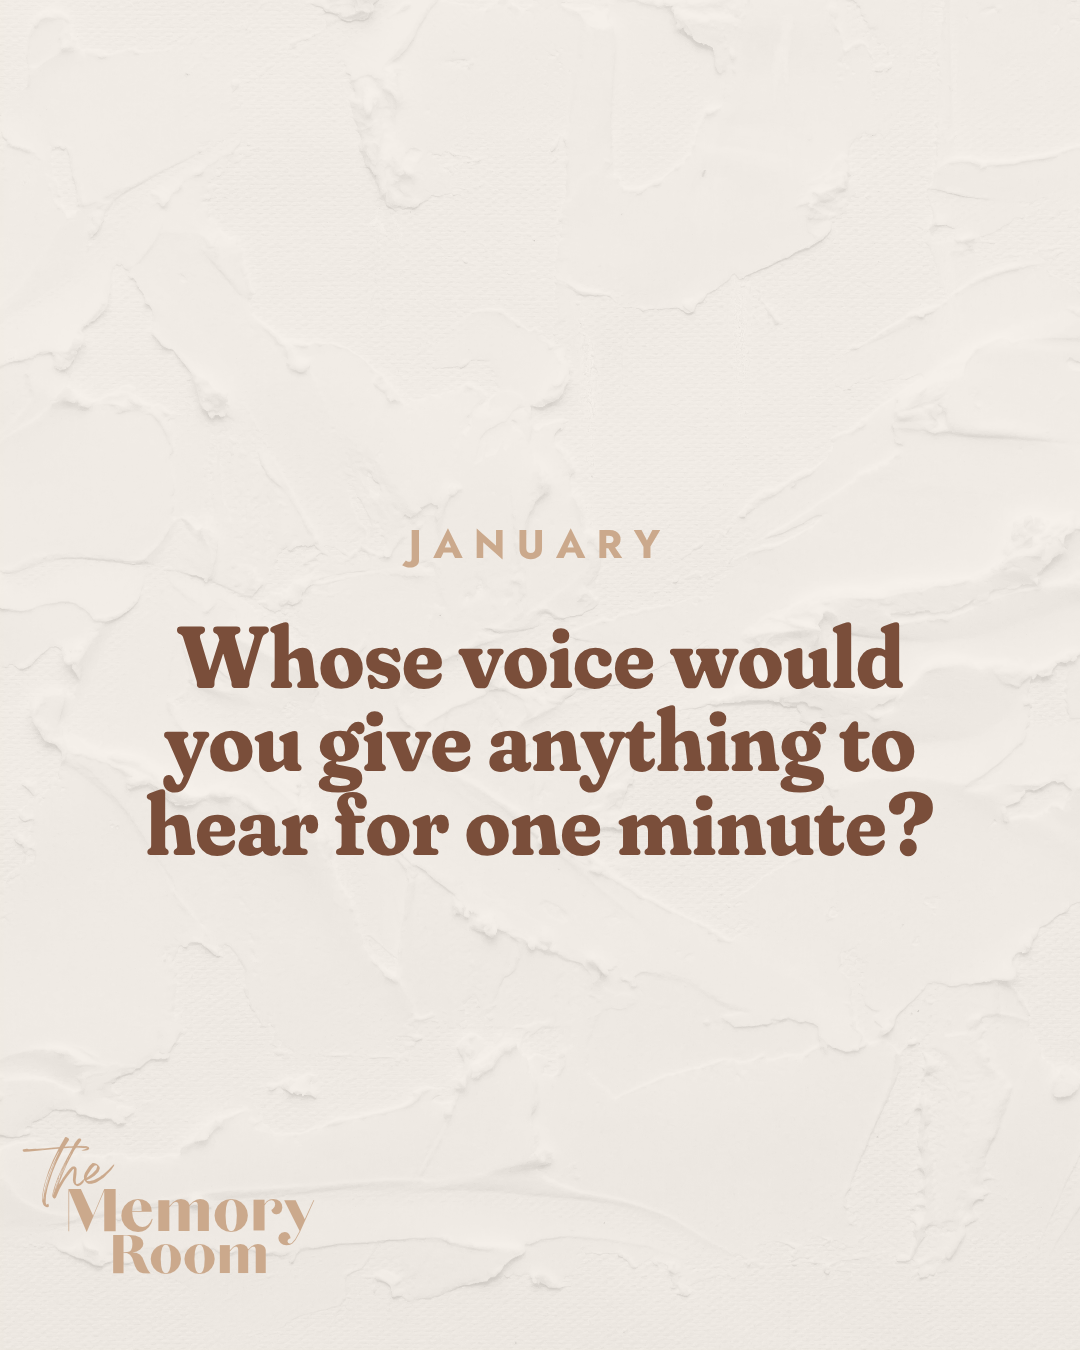 JANUARY
Whose voice would
you give anything to
hear for one minute?
the
Memory
Room